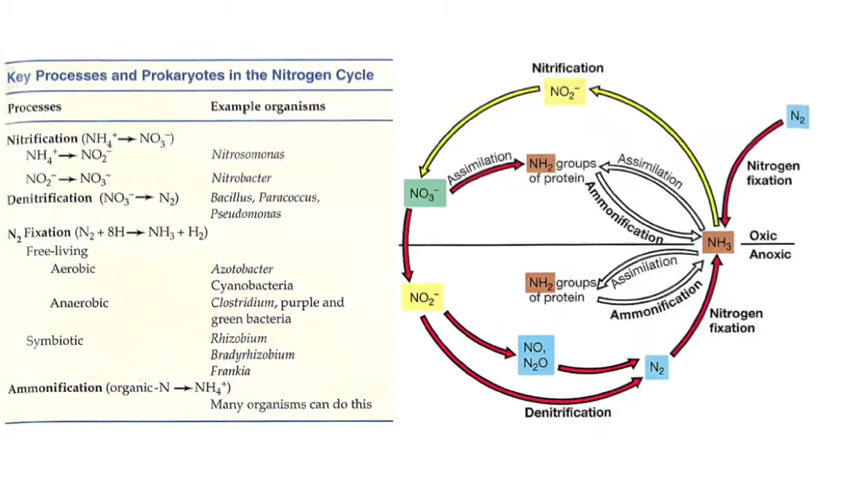 Key Processes and Prokaryotes in the Nitrogen Cycle
Processes Example organisms
Nitrification (NH₄⁺→NO₃⁻)
NH₄⁺→NO₂⁻ Nitrosomonas
NO₂⁻→NO₃⁻ Nitrobacter
Denitrification (NO₃⁻→N₂) Bacillus, Paracoccus,
Pseudomonas
N₂ Fixation (N₂ + 8H→NH₃ + H₂)
Free-living
Aerobic Azotobacter
Cyanobacteria
Anaerobic Clostridium, purple and
green bacteria
Symbiotic Rhizobium
Bradyrhizobium
Frankia
Ammonification (organic-N →NH₄⁺)
Many organisms can do this
Nitrification
NO₂⁻
N₂
Assimilation
NH₂ groups
of protein
Assimilation
Nitrogen
fixation
NO₃⁻
Ammonification
NH₃
Oxic
Anoxic
NH₂ groups
of protein
Assimilation
Ammonification
NO₂⁻
Nitrogen
fixation
NO,
N₂O
N₂
Denitrification